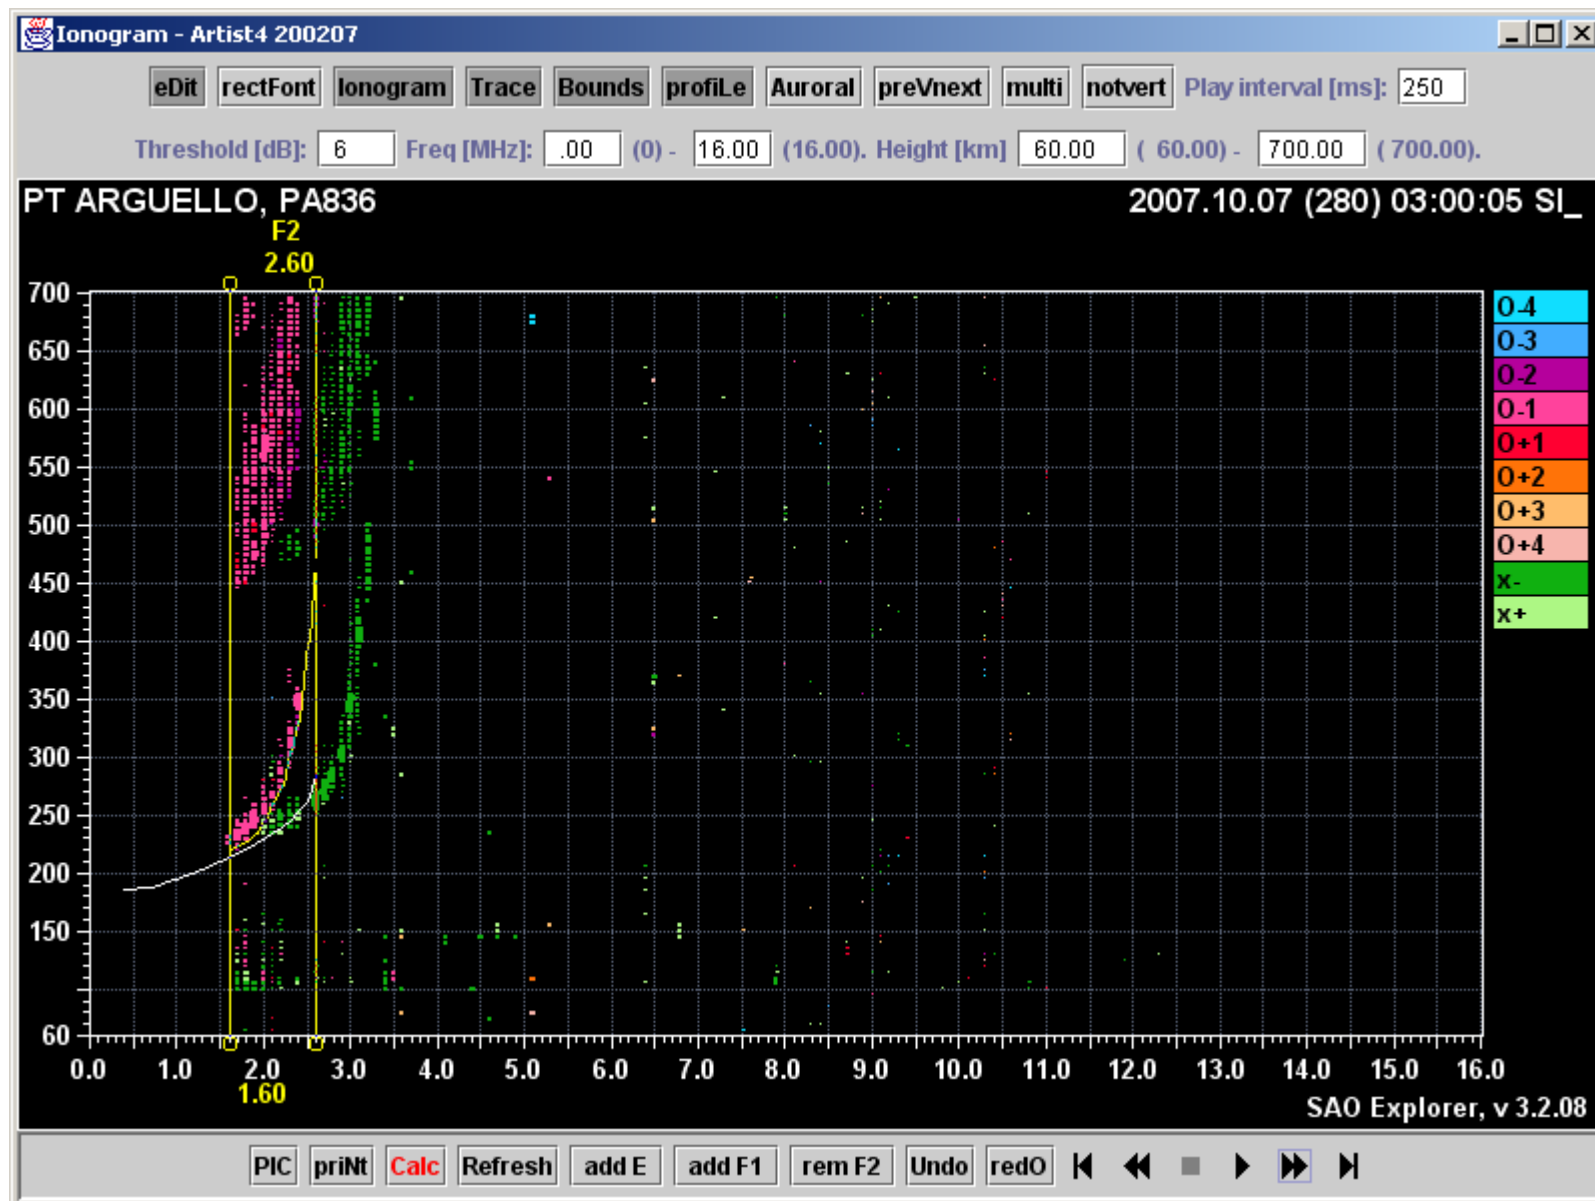 Ionogram - Artist4 200207
eDit rectFont Ionogram Trace Bounds profiLe Auroral preVnext multi notvert Play interval [ms]: 250
Threshold [dB]: 6 Freq [MHz]: .00 (0) - 16.00 (16.00). Height [km] 60.00 ( 60.00) - 700.00 ( 700.00).
PT ARGUELLO, PA836 2007.10.07 (280) 03:00:05 SI_
F2
2.60
700
650
600
550
500
450
400
350
300
250
200
150
60
0.0 1.0 2.0 3.0 4.0 5.0 6.0 7.0 8.0 9.0 10.0 11.0 12.0 13.0 14.0 15.0 16.0
1.60
O-4
O-3
O-2
O-1
O+1
O+2
O+3
O+4
x-
x+
SAO Explorer, v 3.2.08
PIC priNt Calc Refresh add E add F1 rem F2 Undo redO